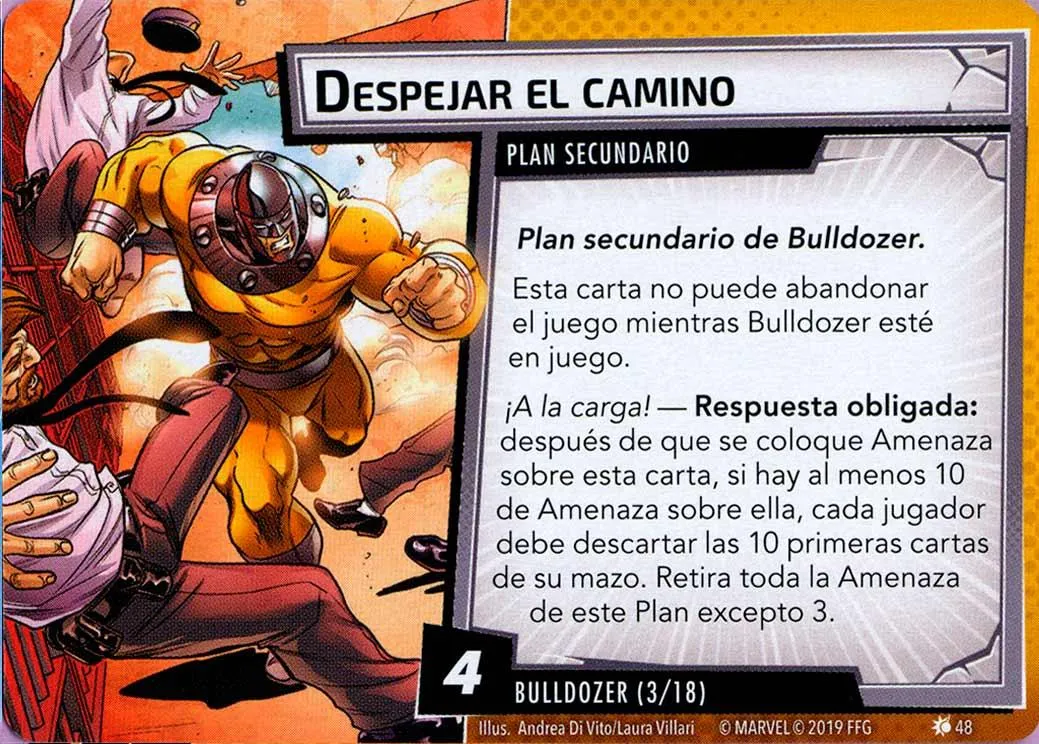 DESPEJAR EL CAMINO
PLAN SECUNDARIO
Plan secundario de Bulldozer.
Esta carta no puede abandonar
el juego mientras Bulldozer esté
en juego.
¡A la carga! — Respuesta obligada:
después de que se coloque Amenaza
sobre esta carta, si hay al menos 10
de Amenaza sobre ella, cada jugador
debe descartar las 10 primeras cartas
de su mazo. Retira toda la Amenaza
de este Plan excepto 3.
4
BULLDOZER (3/18)
Illus. Andrea Di Vito/Laura Villari © MARVEL © 2019 FFG 48